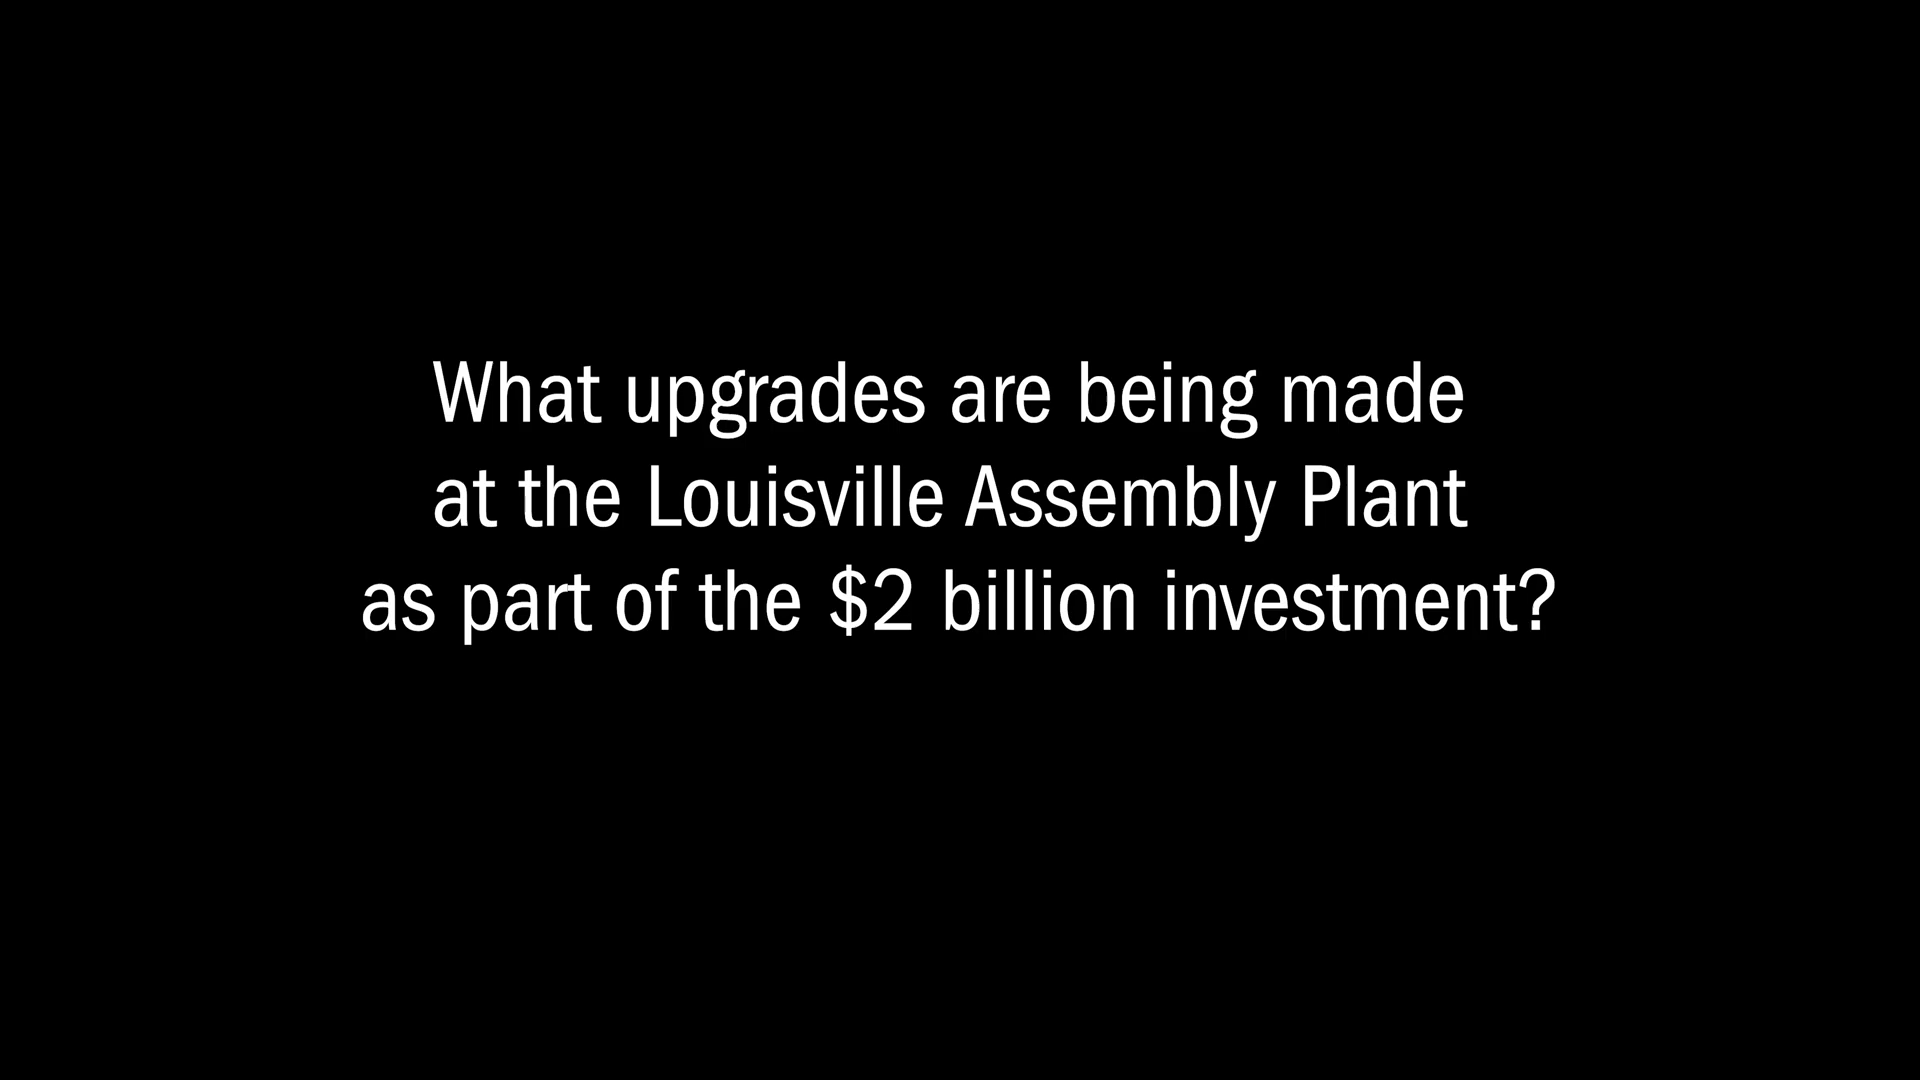 What upgrades are being made
at the Louisville Assembly Plant
as part of the $2 billion investment?